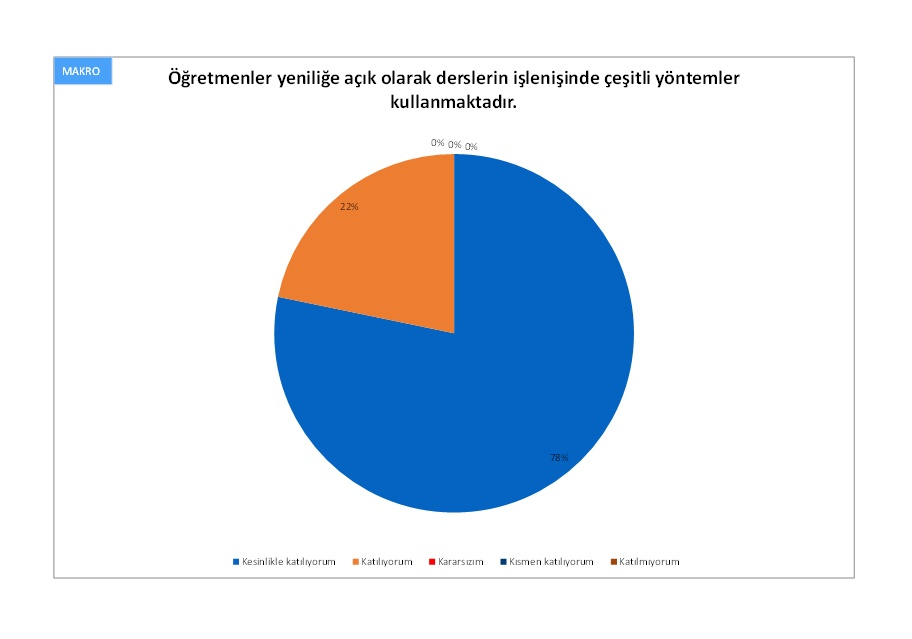 MAKRO
Öğretmenler yeniliğe açık olarak derslerin işlenişinde çeşitli yöntemler
kullanmaktadır.
0% 0% 0%
22%
78%
Kesinlikle katılıyorum Katılıyorum Kararsızım Kısmen katılıyorum Katılmıyorum